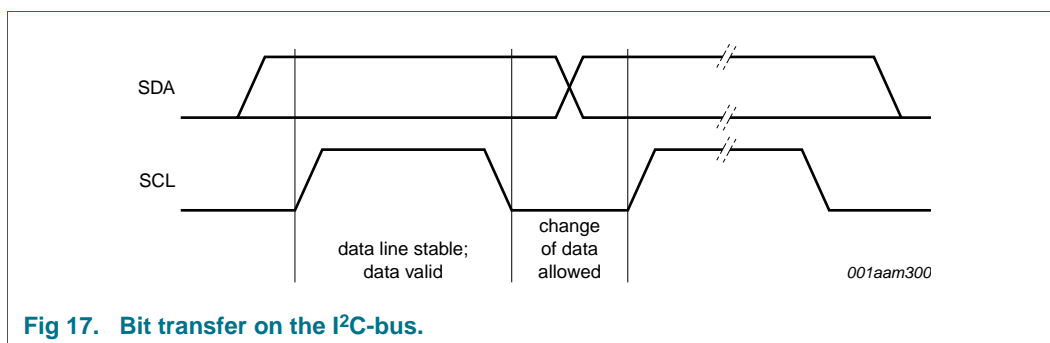 SDA
SCL
data line stable;
data valid
change
of data
allowed
001aam300
Fig 17. Bit transfer on the I²C-bus.